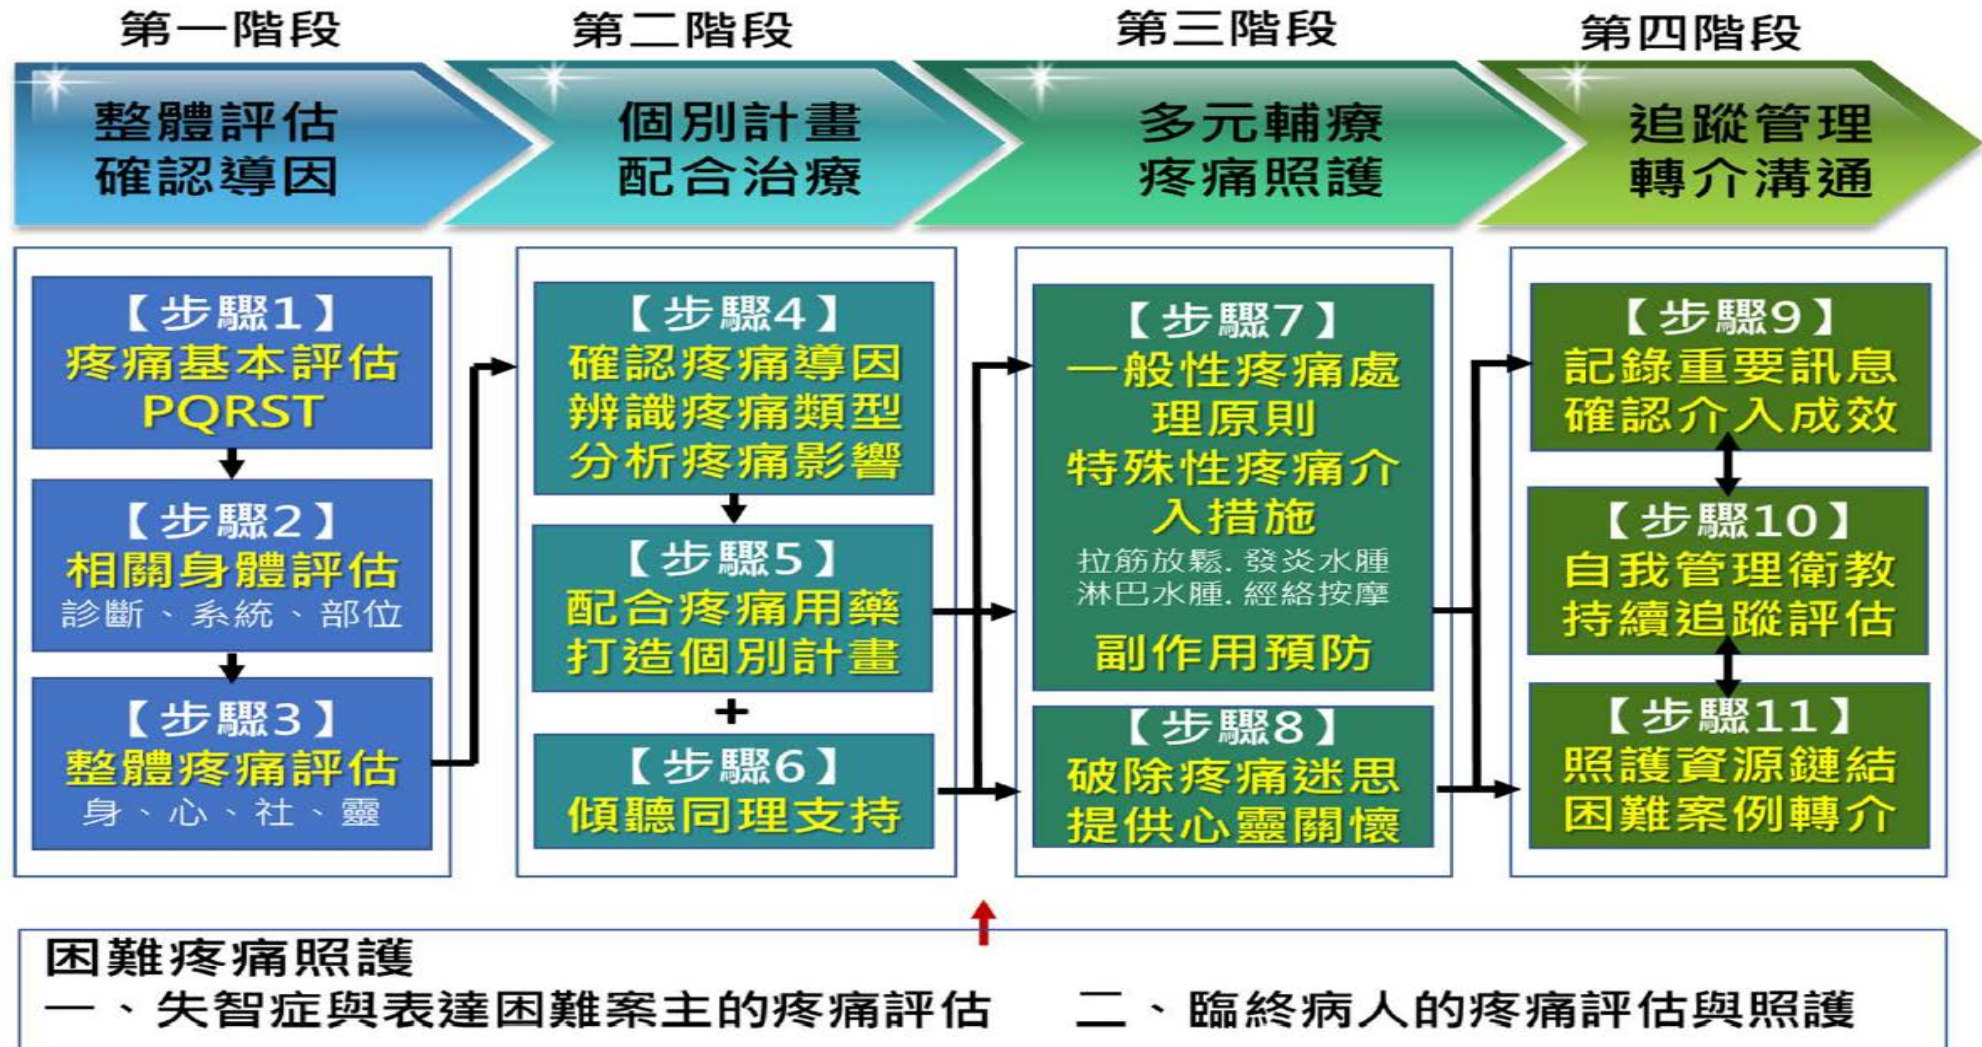 第一階段
整體評估
確認導因
【步驟1】
疼痛基本評估
PQRST
【步驟2】
相關身體評估
診斷、系統、部位
【步驟3】
整體疼痛評估
身、心、社、靈
第二階段
個別計畫
配合治療
【步驟4】
確認疼痛導因
辨識疼痛類型
分析疼痛影響
【步驟5】
配合疼痛用藥
打造個別計畫
+
【步驟6】
傾聽同理支持
第三階段
多元輔療
疼痛照護
【步驟7】
一般性疼痛處
理原則
特殊性疼痛介
入措施
拉筋放鬆. 發炎水腫
淋巴水腫. 經絡按摩
副作用預防
【步驟8】
破除疼痛迷思
提供心靈關懷
第四階段
追蹤管理
轉介溝通
【步驟9】
記錄重要訊息
確認介入成效
【步驟10】
自我管理衛教
持續追蹤評估
【步驟11】
照護資源鏈結
困難案例轉介
困難疼痛照護
一、失智症與表達困難案主的疼痛評估 二、臨終病人的疼痛評估與照護